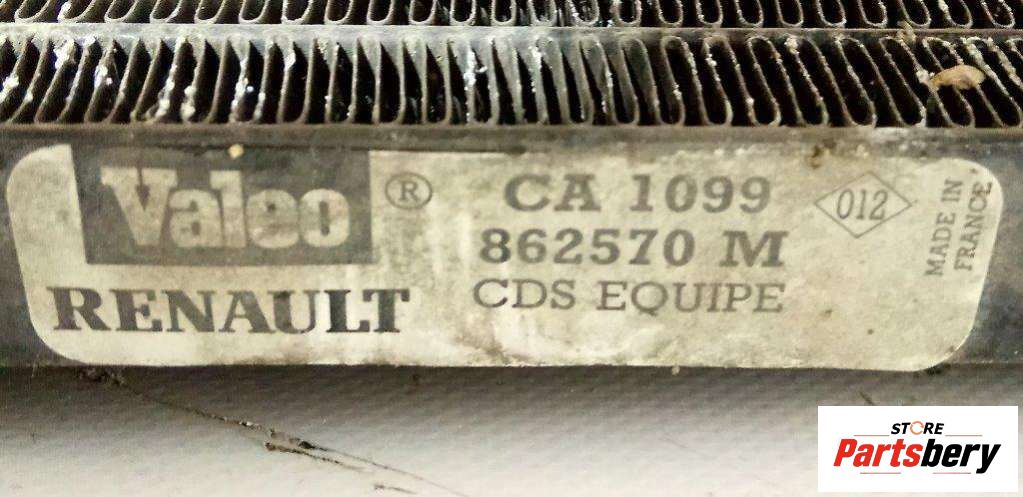 Valeo ®
RENAULT
CA 1099
862570 M
CDS EQUIPE
012
MADE IN
FRANCE
STORE
Partsbery